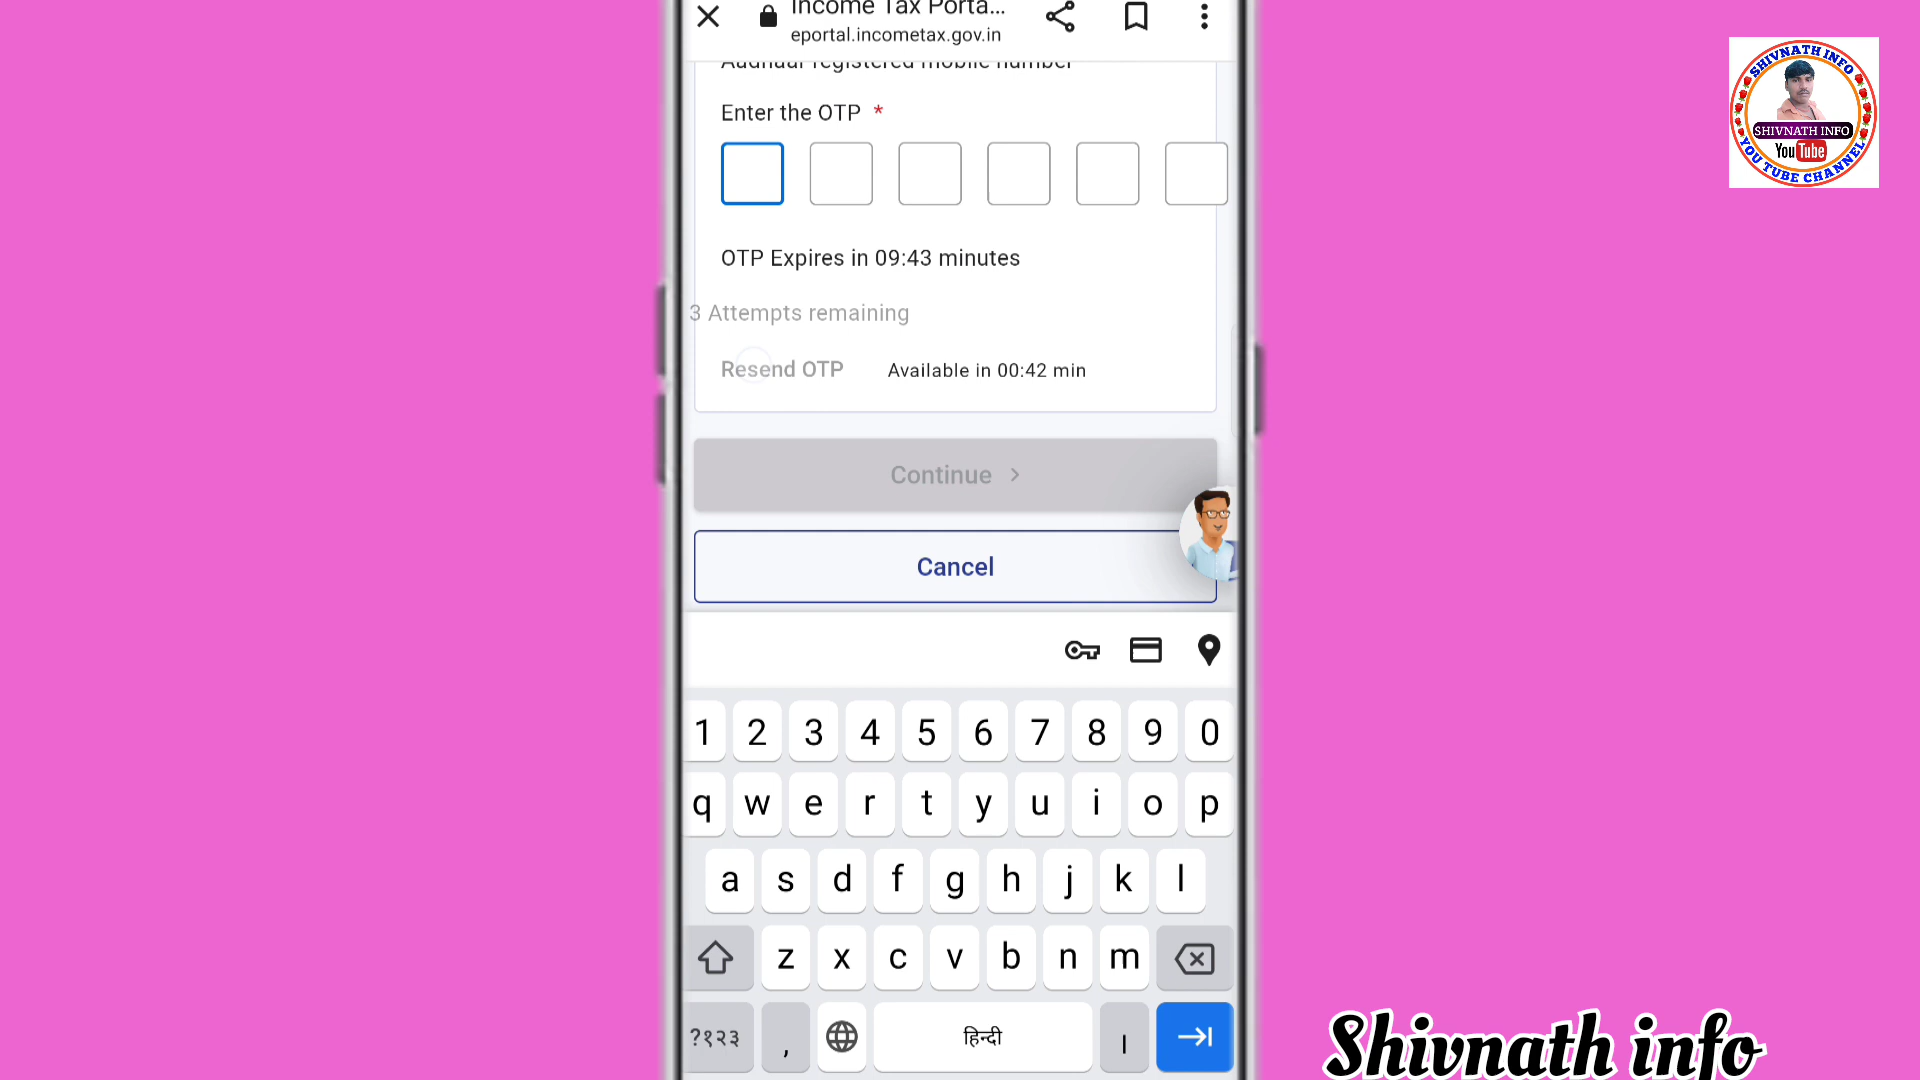 Income Tax Porta...
eportal.incometax.gov.in
Aadhaar registered mobile number
Enter the OTP *
OTP Expires in 09:43 minutes
3 Attempts remaining
Resend OTP Available in 00:42 min
Continue
Cancel
1 2 3 4 5 6 7 8 9 0
q w e r t y u i o p
a s d f g h j k l
z x c v b n m
?१२३ , हिन्दी ।
SHIVNATH INFO
SHIVNATH INFO
YouTube
YOU TUBE CHANNEL
Shivnath info